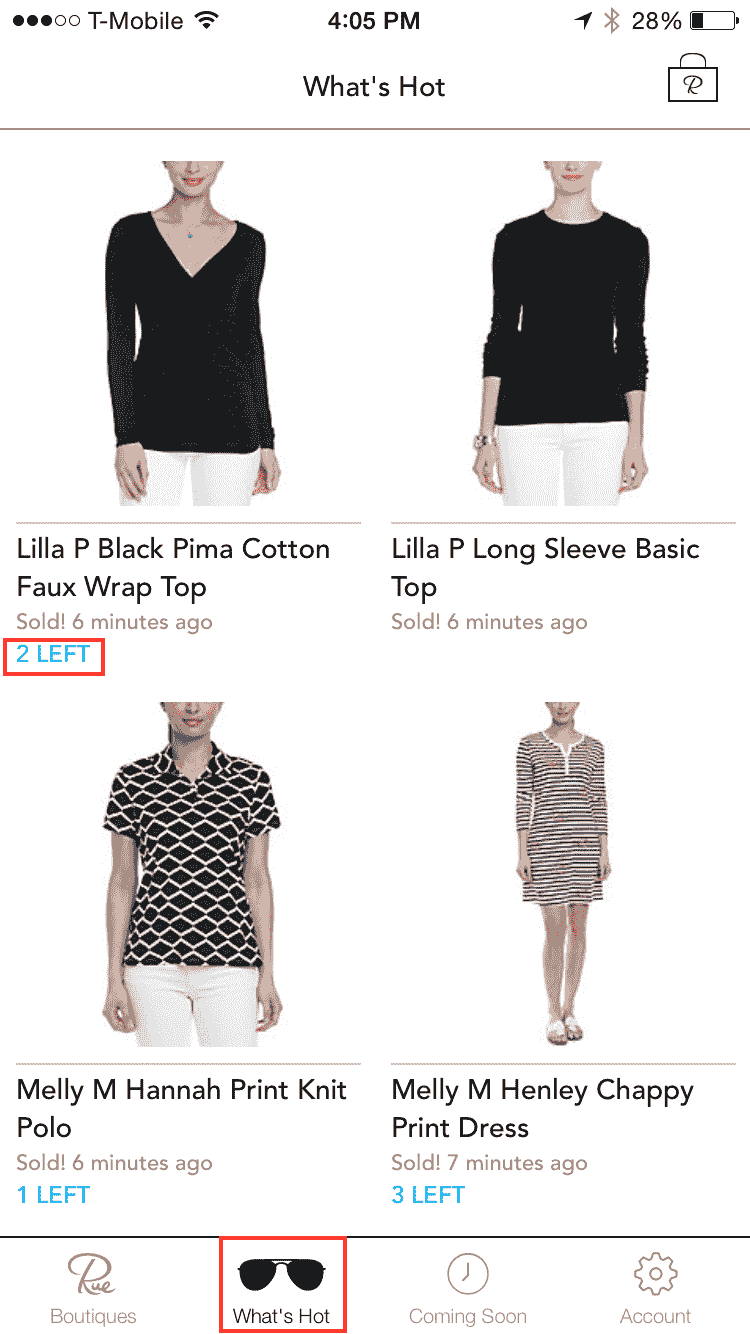 T-Mobile 4:05 PM 28%
What's Hot
R
Lilla P Black Pima Cotton
Faux Wrap Top
Sold! 6 minutes ago
2 LEFT
Lilla P Long Sleeve Basic
Top
Sold! 6 minutes ago
Melly M Hannah Print Knit
Polo
Sold! 6 minutes ago
1 LEFT
Melly M Henley Chappy
Print Dress
Sold! 7 minutes ago
3 LEFT
Rue
Boutiques
What's Hot
Coming Soon
Account